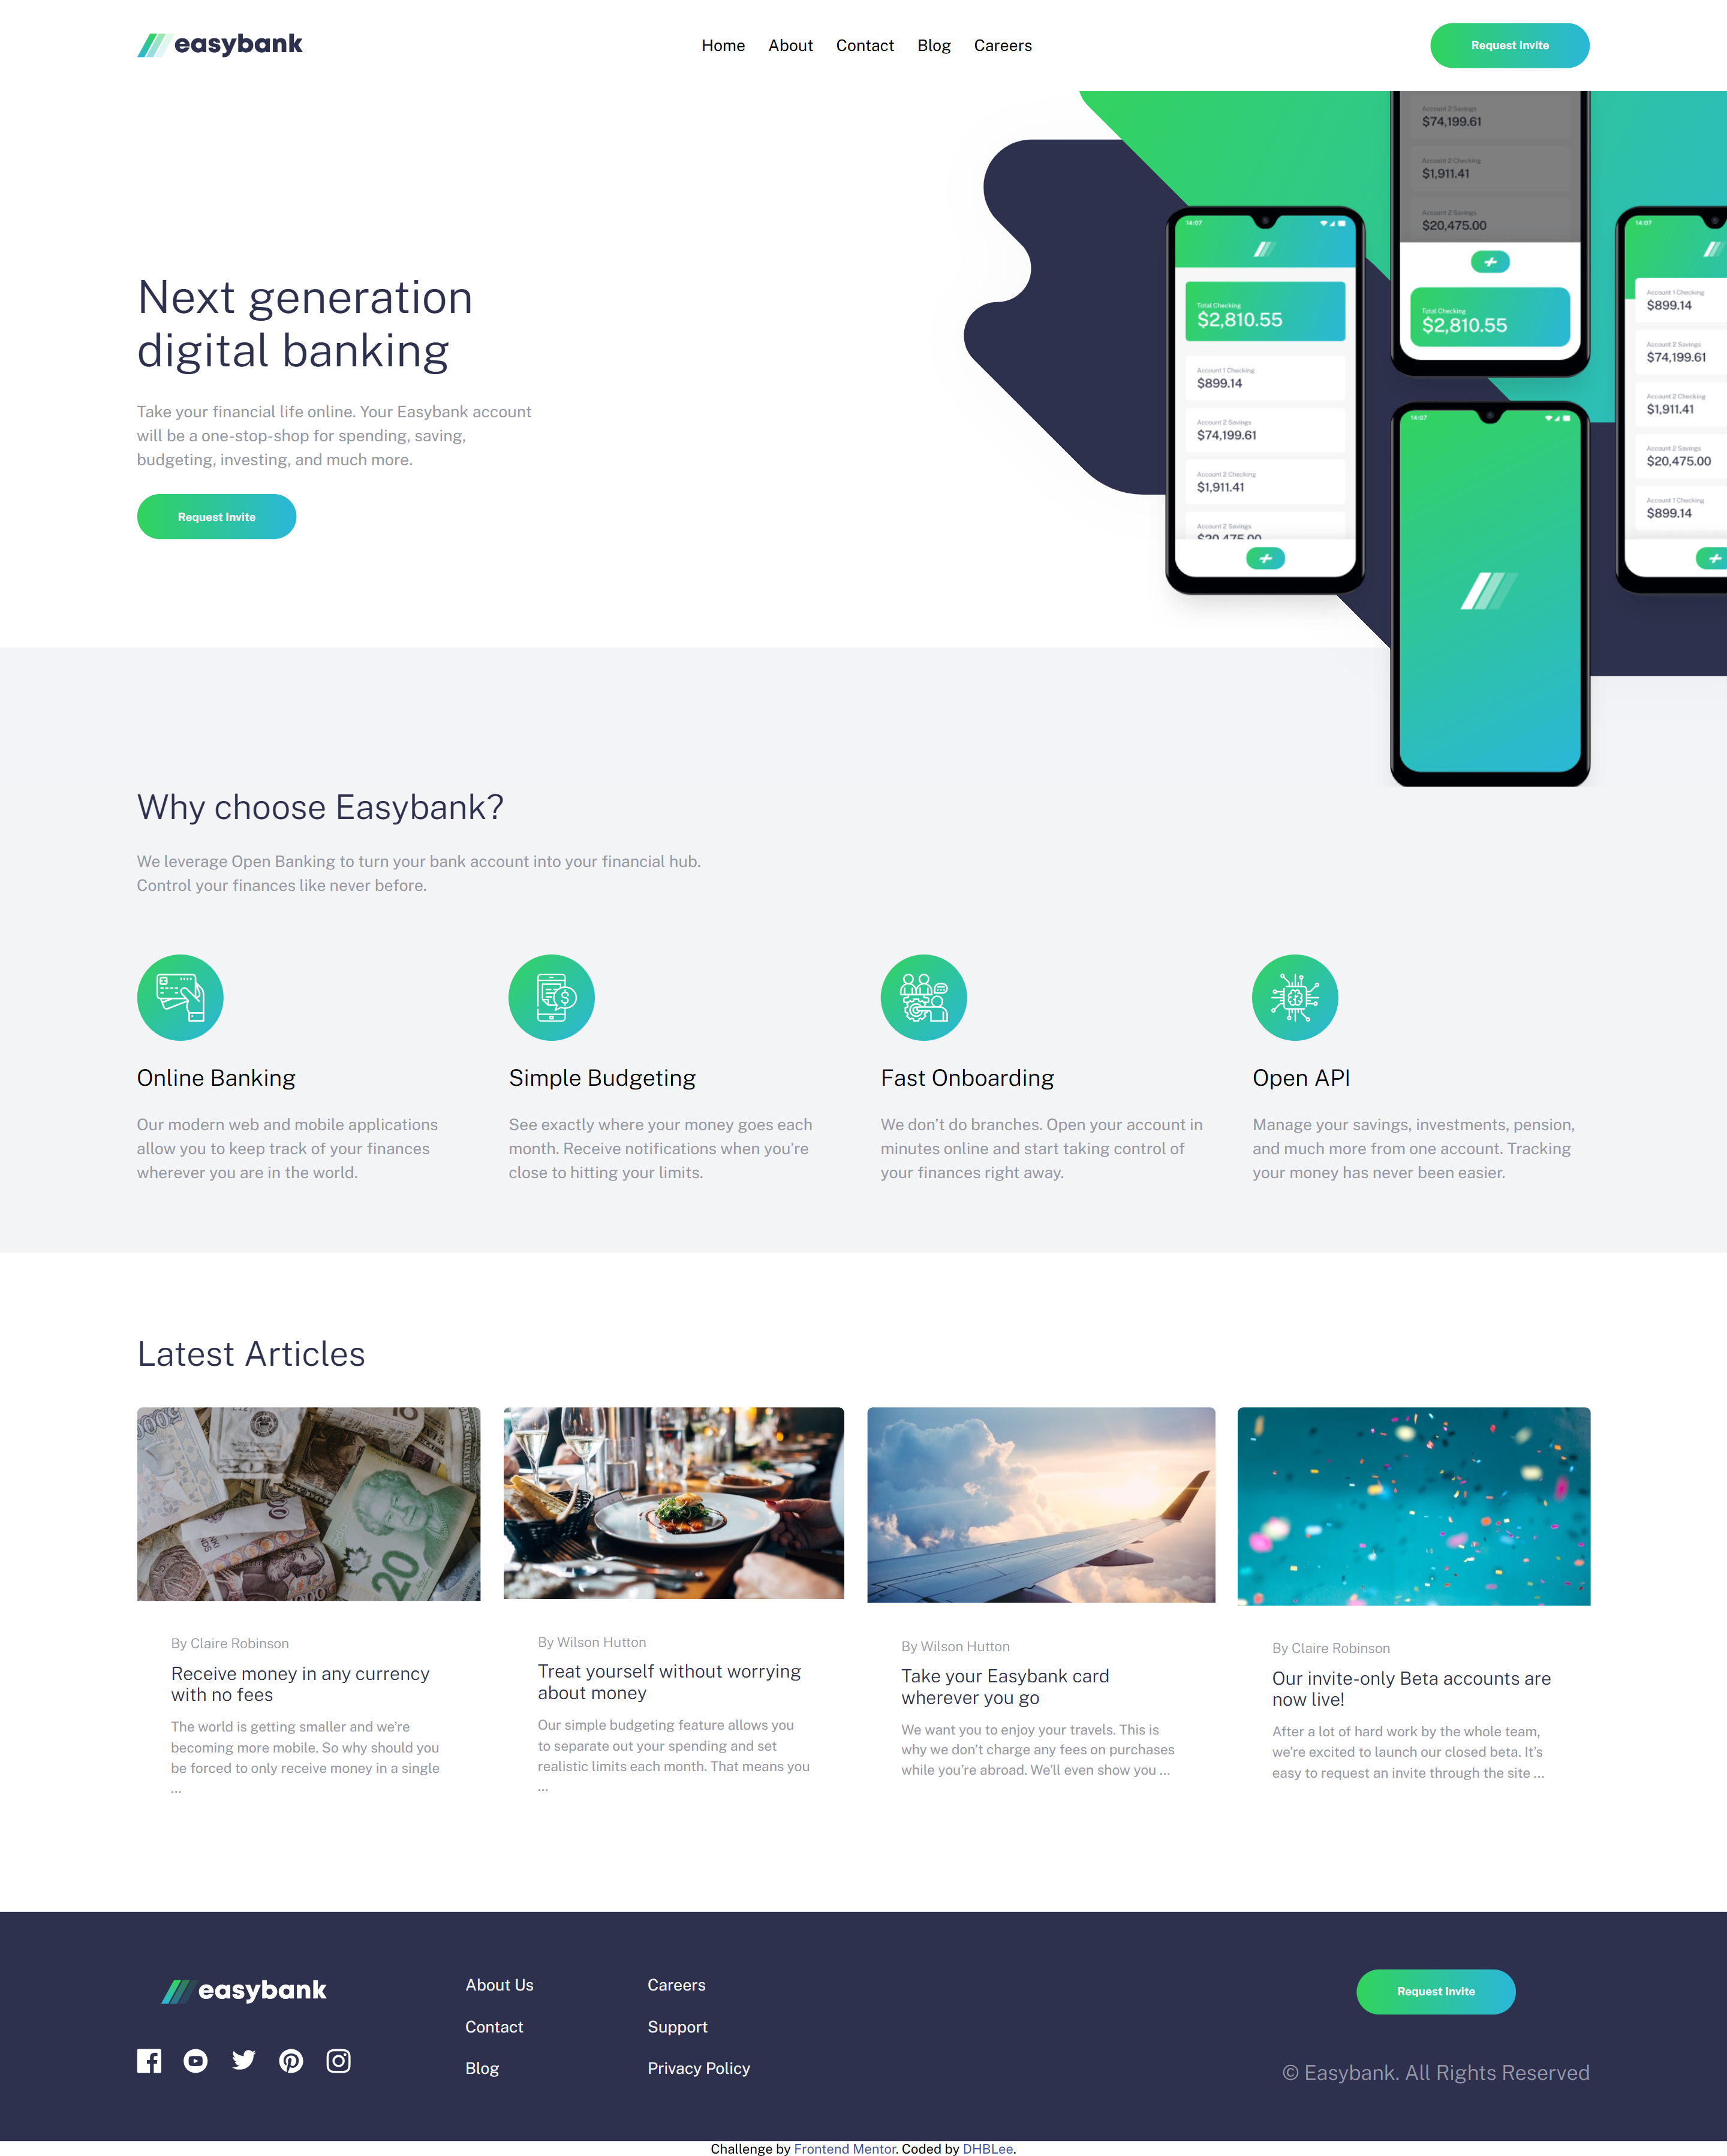 easybank
Home
About
Contact
Blog
Careers
Request Invite
Next generation
digital banking
Take your financial life online. Your Easybank account
will be a one-stop-shop for spending, saving,
budgeting, investing, and much more.
Request Invite
14:07
Total Checking
$2,810.55
Account 1 Checking
$899.14
Account 2 Savings
$74,199.61
Account 2 Checking
$1,911.41
Account 2 Savings
$20,475.00
Account 2 Savings
$74,199.61
Account 2 Checking
$1,911.41
Account 2 Savings
$20,475.00
Total Checking
$2,810.55
14:07
14:07
Account 1 Checking
$899.14
Account 2 Savings
$74,199.61
Account 2 Checking
$1,911.41
Account 2 Savings
$20,475.00
Account 1 Checking
$899.14
Why choose Easybank?
We leverage Open Banking to turn your bank account into your financial hub.
Control your finances like never before.
Online Banking
Our modern web and mobile applications
allow you to keep track of your finances
wherever you are in the world.
Simple Budgeting
See exactly where your money goes each
month. Receive notifications when you're
close to hitting your limits.
Fast Onboarding
We don't do branches. Open your account in
minutes online and start taking control of
your finances right away.
Open API
Manage your savings, investments, pension,
and much more from one account. Tracking
your money has never been easier.
Latest Articles
20
By Claire Robinson
Receive money in any currency
with no fees
The world is getting smaller and we're
becoming more mobile. So why should you
be forced to only receive money in a single
…
By Wilson Hutton
Treat yourself without worrying
about money
Our simple budgeting feature allows you
to separate out your spending and set
realistic limits each month. That means you
…
By Wilson Hutton
Take your Easybank card
wherever you go
We want you to enjoy your travels. This is
why we don't charge any fees on purchases
while you're abroad. We'll even show you …
By Claire Robinson
Our invite-only Beta accounts are
now live!
After a lot of hard work by the whole team,
we're excited to launch our closed beta. It's
easy to request an invite through the site …
easybank
About Us
Contact
Blog
Careers
Support
Privacy Policy
Request Invite
© Easybank. All Rights Reserved
Challenge by Frontend Mentor. Coded by DHBLee.